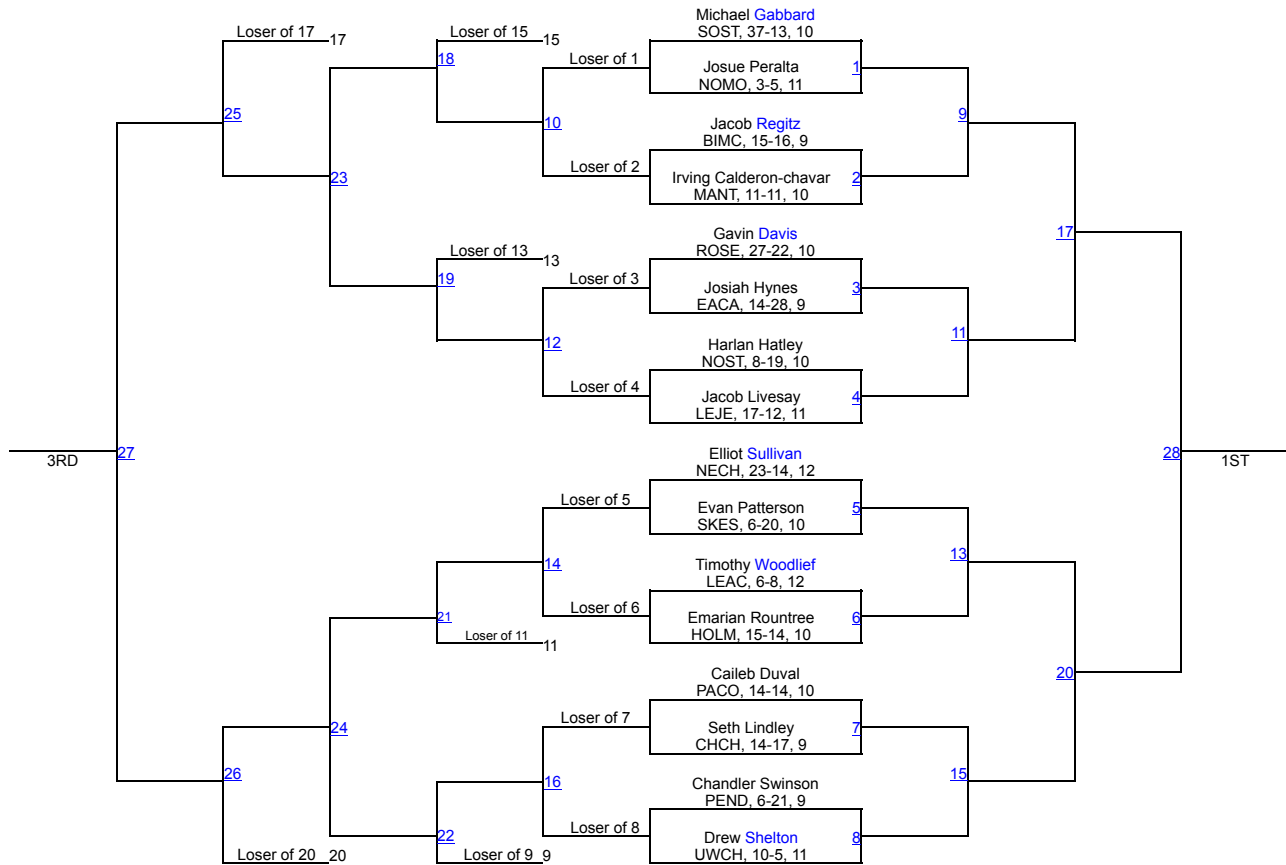 Michael Gabbard
SOST, 37-13, 10
Loser of 17
17
Loser of 15
15
18
Loser of 1
Josue Peralta
1
NOMO, 3-5, 11
25
10
Jacob Regitz
9
BIMC, 15-16, 9
Loser of 2
23
Irving Calderon-chavar
2
MANT, 11-11, 10
Gavin Davis
17
ROSE, 27-22, 10
Loser of 13
13
19
Loser of 3
Josiah Hynes
3
EACA, 14-28, 9
12
Harlan Hatley
11
NOST, 8-19, 10
Loser of 4
Jacob Livesay
4
LEJE, 17-12, 11
3RD
27
Elliot Sullivan
28
1ST
NECH, 23-14, 12
Loser of 5
Evan Patterson
5
SKES, 6-20, 10
14
Timothy Woodlief
13
LEAC, 6-8, 12
21
Loser of 6
Emarian Rountree
6
HOLM, 15-14, 10
Loser of 11
11
Caileb Duval
20
PACO, 14-14, 10
24
Loser of 7
Seth Lindley
7
CHCH, 14-17, 9
26
16
Chandler Swinson
15
PEND, 6-21, 9
22
Loser of 8
Drew Shelton
8
UWCH, 10-5, 11
Loser of 20
20
Loser of 9
9